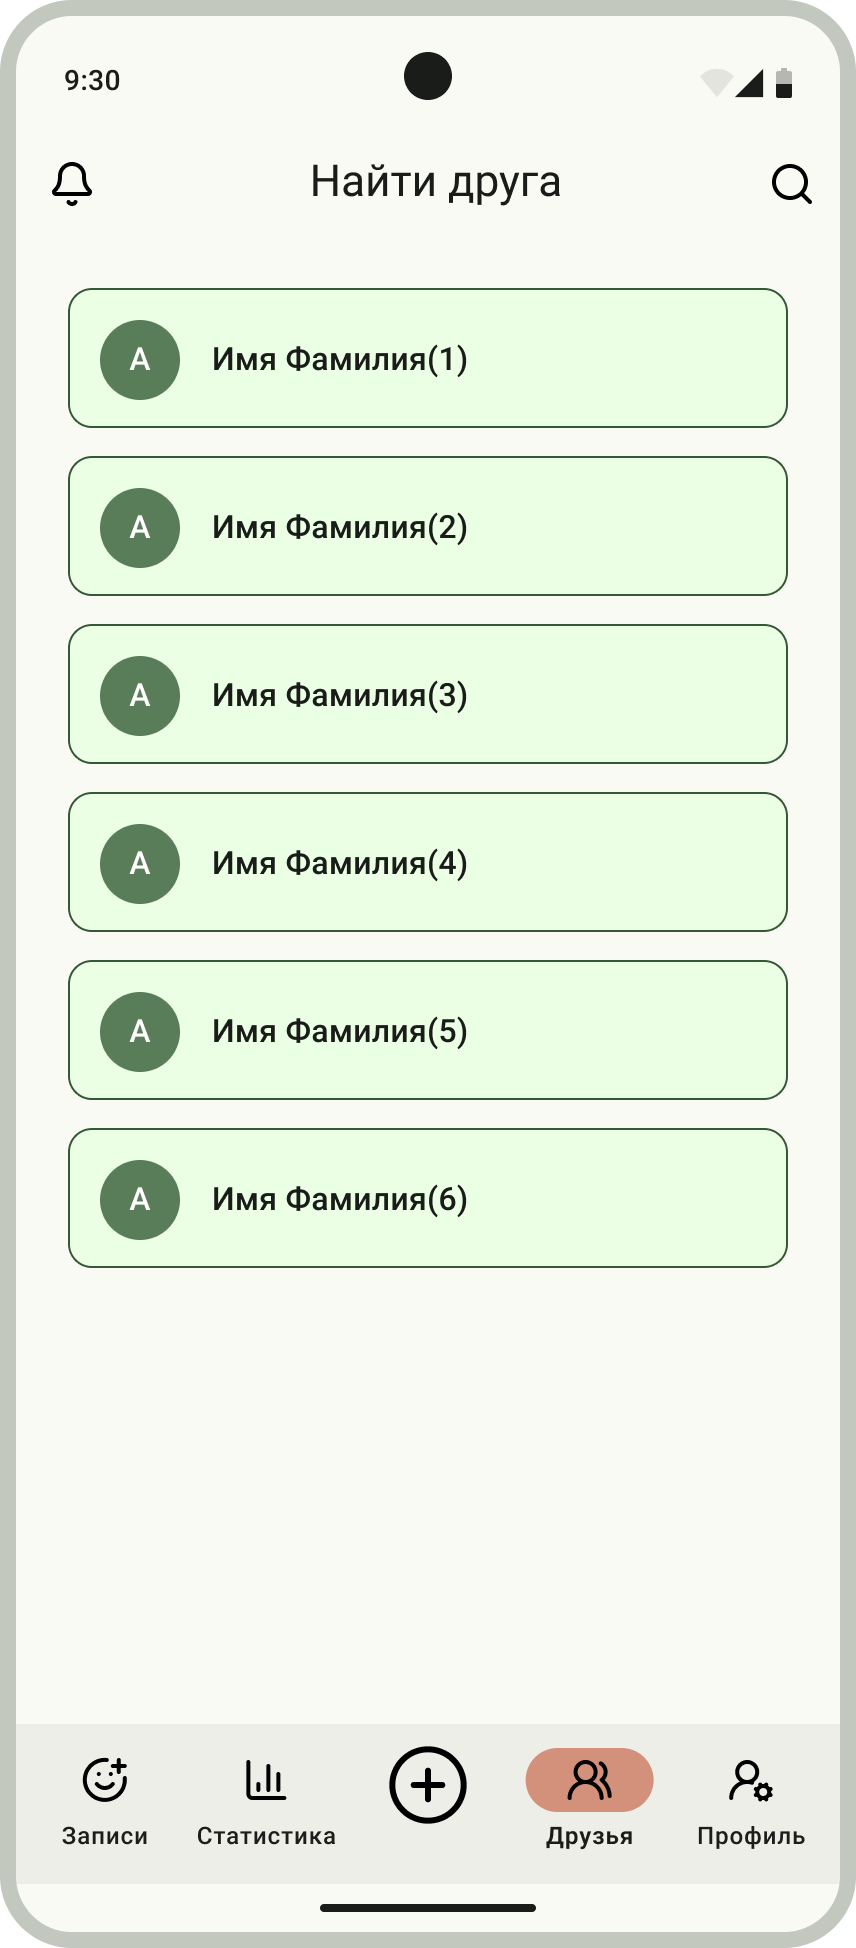 9:30
Найти друга
А
Имя Фамилия(1)
А
Имя Фамилия(2)
А
Имя Фамилия(3)
А
Имя Фамилия(4)
А
Имя Фамилия(5)
А
Имя Фамилия(6)
Записи
Статистика
Друзья
Профиль